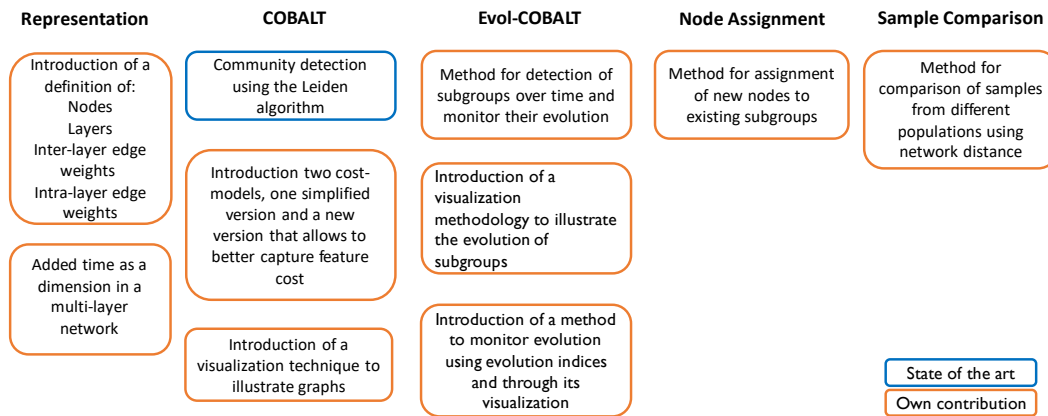 Representation
Introduction of a
definition of:
Nodes
Layers
Inter-layer edge
weights
Intra-layer edge
weights
Added time as a
dimension in a
multi-layer
network
COBALT
Community detection
using the Leiden
algorithm
Introduction two cost-
models, one simplified
version and a new
version that allows to
better capture feature
cost
Introduction of a
visualization technique to
illustrate graphs
Evol-COBALT
Method for detection of
subgroups over time and
monitor their evolution
Introduction of a
visualization
methodology to illustrate
the evolution of
subgroups
Introduction of a method
to monitor evolution
using evolution indices
and through its
visualization
Node Assignment
Method for assignment
of new nodes to
existing subgroups
Sample Comparison
Method for
comparison of samples
from different
populations using
network distance
State of the art
Own contribution